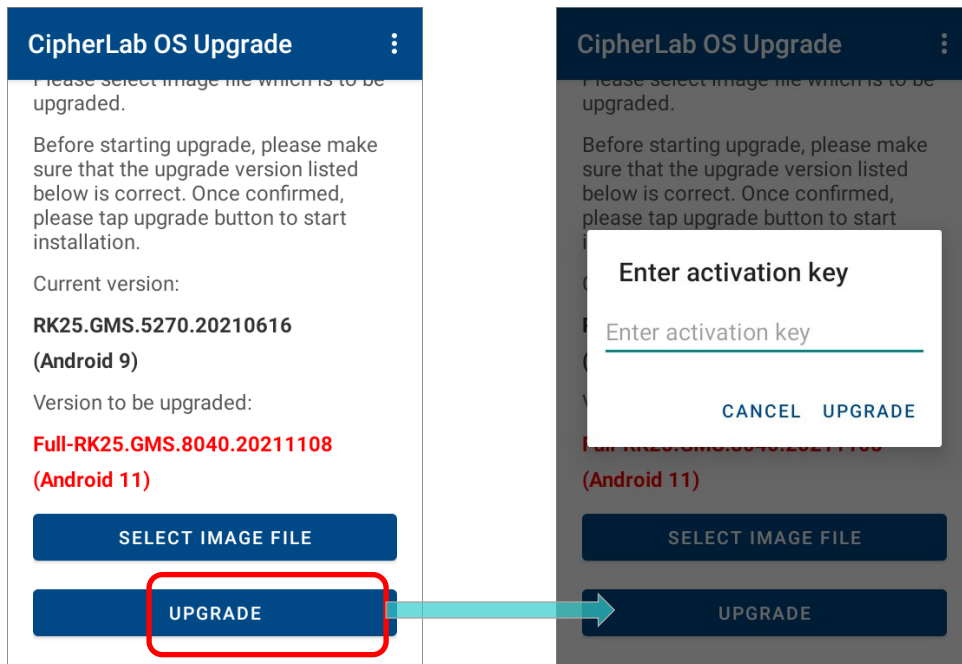 CipherLab OS Upgrade
Please select image file which is to be
upgraded.
Before starting upgrade, please make
sure that the upgrade version listed
below is correct. Once confirmed,
please tap upgrade button to start
installation.
Current version:
RK25.GMS.5270.20210616
(Android 9)
Version to be upgraded:
Full-RK25.GMS.8040.20211108
(Android 11)
SELECT IMAGE FILE
UPGRADE
CipherLab OS Upgrade
Please select image file which is to be
upgraded.
Before starting upgrade, please make
sure that the upgrade version listed
below is correct. Once confirmed,
please tap upgrade button to start
Enter activation key
Enter activation key
CANCEL UPGRADE
Full-RK25.GMS.8040.20211108
(Android 11)
SELECT IMAGE FILE
UPGRADE